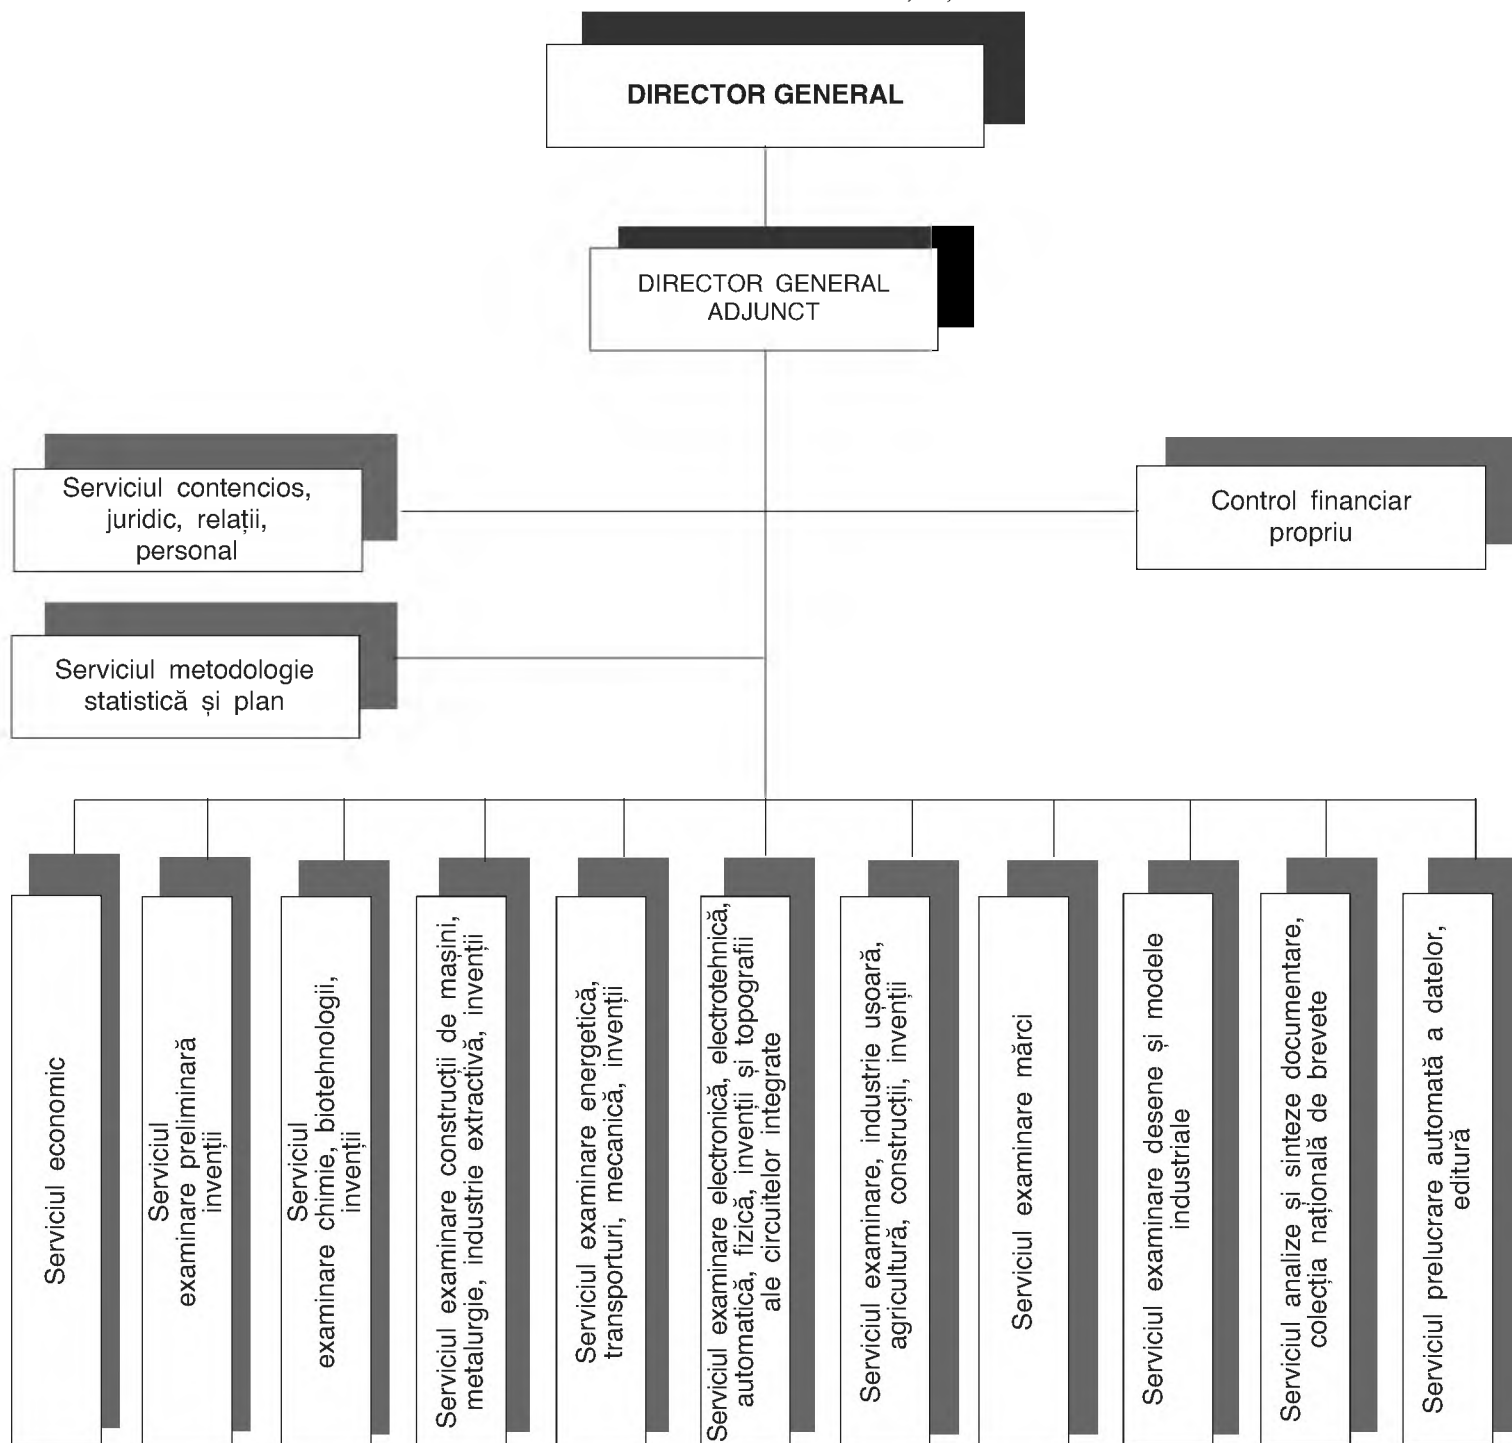 DIRECTOR GENERAL
DIRECTOR GENERAL
ADJUNCT
Serviciul contencios,
juridic, relații,
personal
Control financiar
propriu
Serviciul metodologie
statistică și plan
Serviciul economic
Serviciul
examinare preliminară
invenții
Serviciul
examinare chimie, biotehnologii,
invenții
Serviciul examinare construcții de mașini,
metalurgie, industrie extractivă, invenții
Serviciul examinare energetică,
transporturi, mecanică, invenții
Serviciul examinare electronică, electrotehnică,
automatică, fizică, invenții și topografii
ale circuitelor integrate
Serviciul examinare, industrie ușoară,
agricultură, construcții, invenții
Serviciul examinare mărci
Serviciul examinare desene și modele
industriale
Serviciul analize și sinteze documentare,
colecția națională de brevete
Serviciul prelucrare automată a datelor,
editură